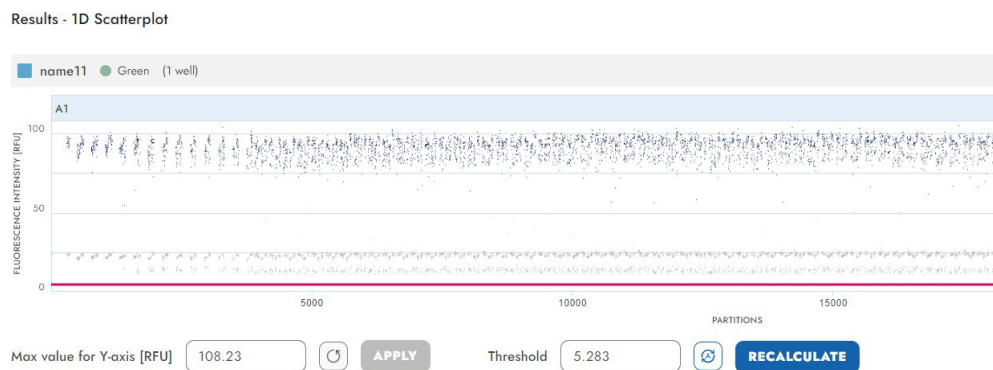 Results - 1D Scatterplot
name11 Green (1 well)
A1
FLUORESCENCE INTENSITY [RFU]
100
50
0
5000 10000 15000
PARTITIONS
Max value for Y-axis [RFU] 108.23 APPLY Threshold 5.283 A RECALCULATE